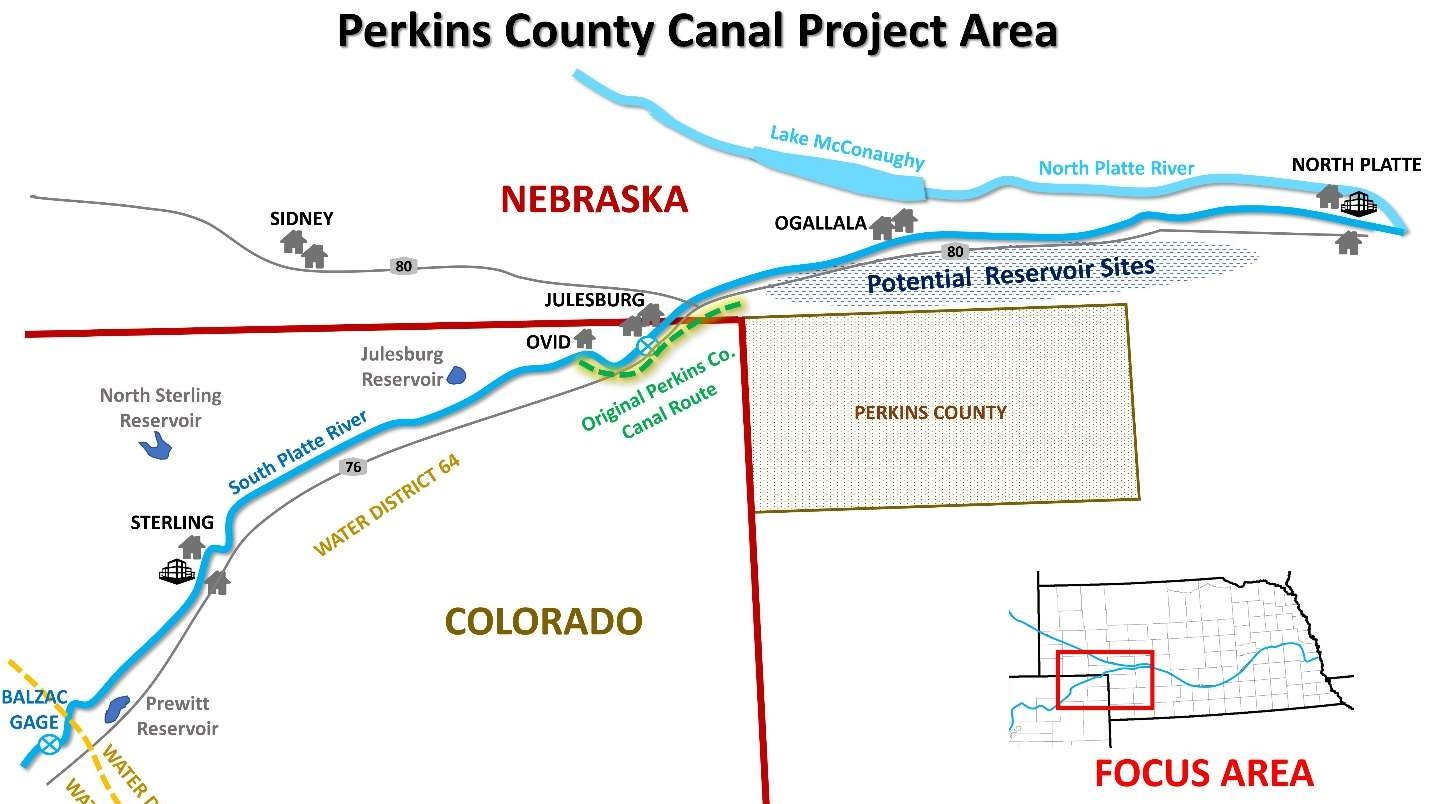 Perkins County Canal Project Area
Lake McConaughy
North Platte River
NORTH PLATTE
NEBRASKA
SIDNEY
OGALLALA
80
80
Potential Reservoir Sites
JULESBURG
OVID
Julesburg
Reservoir
Original Perkins Co.
Canal Route
North Sterling
Reservoir
PERKINS COUNTY
South Platte River
76
WATER DISTRICT 64
STERLING
COLORADO
BALZAC
GAGE
Prewitt
Reservoir
WATER
FOCUS AREA